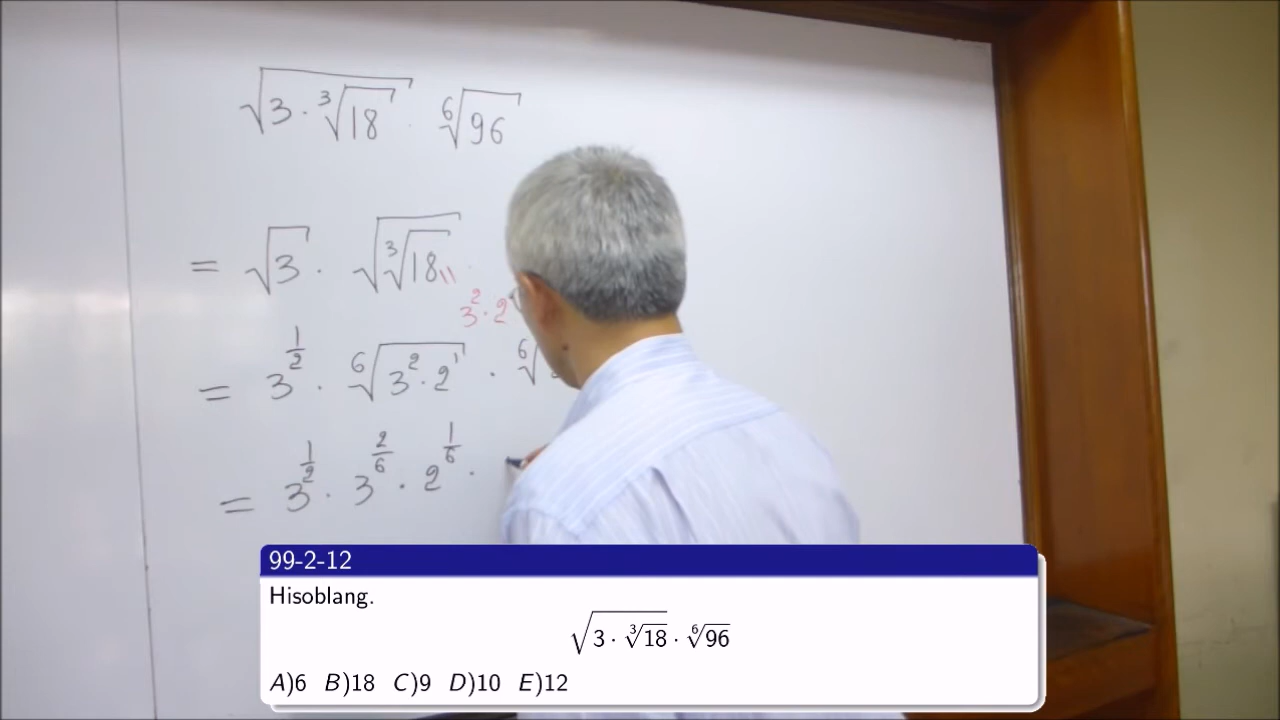 √(3 · ∛18) · ⁶√96
= √3 · √(∛18)
3² · 2
= 3^(1/2) · ⁶√(3² · 2¹) · ⁶√
= 3^(1/2) · 3^(2/6) · 2^(1/6) ·
99-2-12
Hisoblang.
√(3 · ∛18) · ⁶√96
A)6 B)18 C)9 D)10 E)12